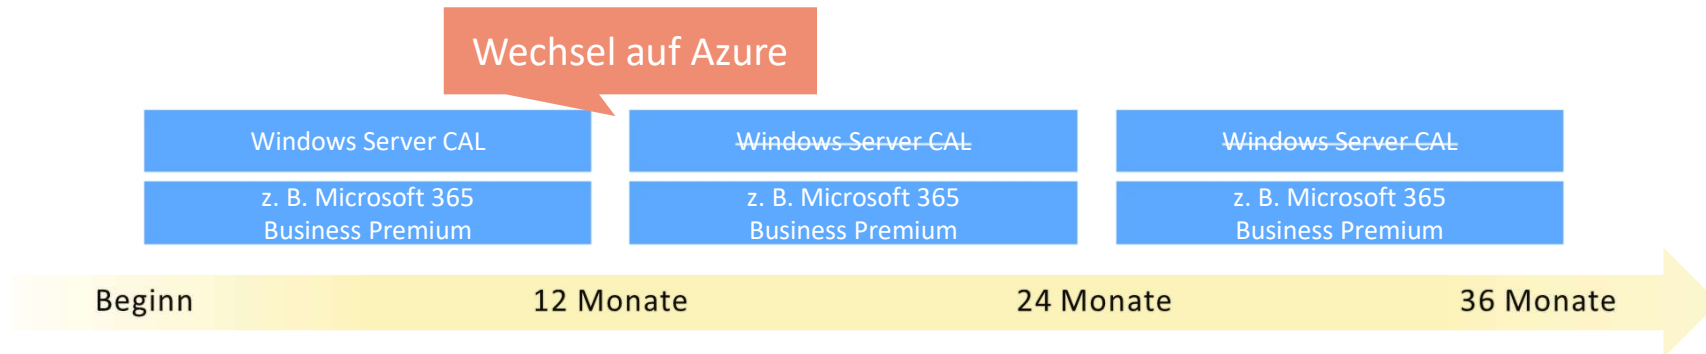 Wechsel auf Azure
Windows Server CAL
Windows Server CAL
Windows Server CAL
z. B. Microsoft 365
Business Premium
z. B. Microsoft 365
Business Premium
z. B. Microsoft 365
Business Premium
Beginn
12 Monate
24 Monate
36 Monate